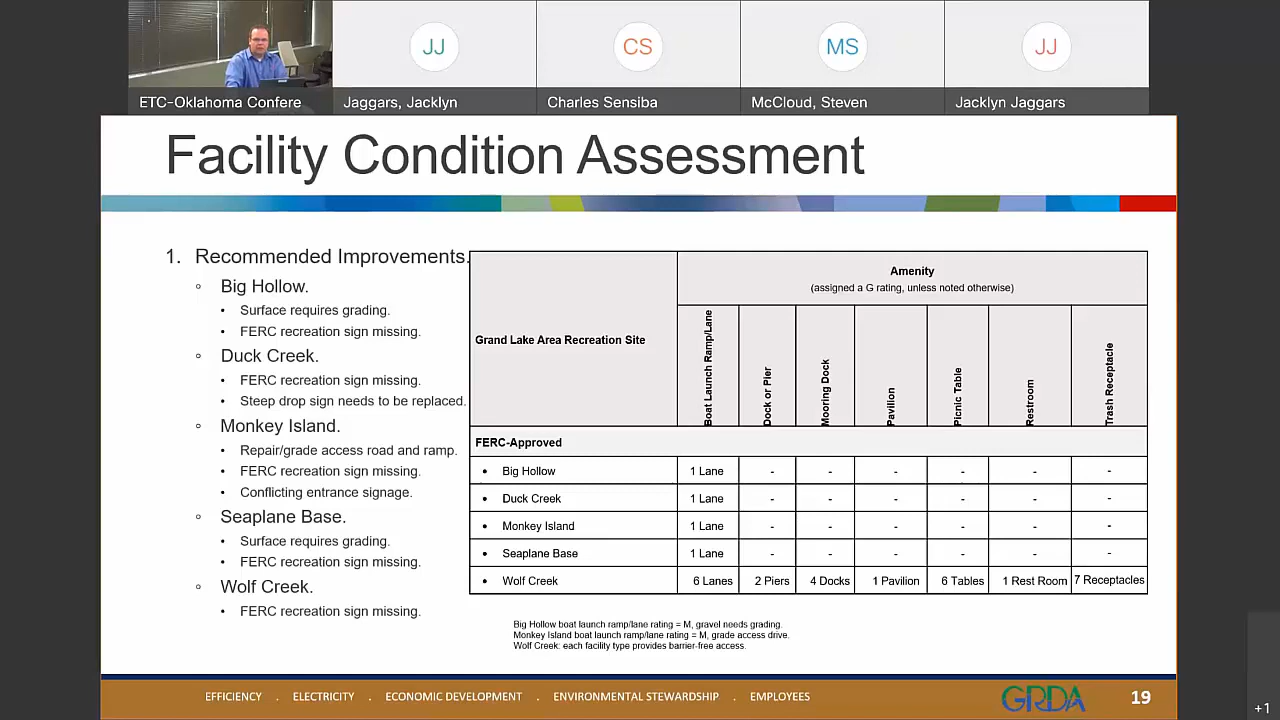 JJ
CS
MS
JJ
ETC-Oklahoma Confere
Jaggars, Jacklyn
Charles Sensiba
McCloud, Steven
Jacklyn Jaggars
Facility Condition Assessment
1. Recommended Improvements.
◦ Big Hollow.
• Surface requires grading.
• FERC recreation sign missing.
◦ Duck Creek.
• FERC recreation sign missing.
• Steep drop sign needs to be replaced.
◦ Monkey Island.
• Repair/grade access road and ramp.
• FERC recreation sign missing.
• Conflicting entrance signage.
◦ Seaplane Base.
• Surface requires grading.
• FERC recreation sign missing.
◦ Wolf Creek.
• FERC recreation sign missing.
Grand Lake Area Recreation Site
Amenity
(assigned a G rating, unless noted otherwise)
Boat Launch Ramp/Lane
Dock or Pier
Mooring Dock
Pavilion
Picnic Table
Restroom
Trash Receptacle
FERC-Approved
• Big Hollow 1 Lane - - - - - -
• Duck Creek 1 Lane - - - - - -
• Monkey Island 1 Lane - - - - - -
• Seaplane Base 1 Lane - - - - - -
• Wolf Creek 6 Lanes 2 Piers 4 Docks 1 Pavilion 6 Tables 1 Rest Room 7 Receptacles
Big Hollow boat launch ramp/lane rating = M, gravel needs grading.
Monkey Island boat launch ramp/lane rating = M, grade access drive.
Wolf Creek: each facility type provides barrier-free access.
EFFICIENCY . ELECTRICITY . ECONOMIC DEVELOPMENT . ENVIRONMENTAL STEWARDSHIP . EMPLOYEES
GRDA
19
+1